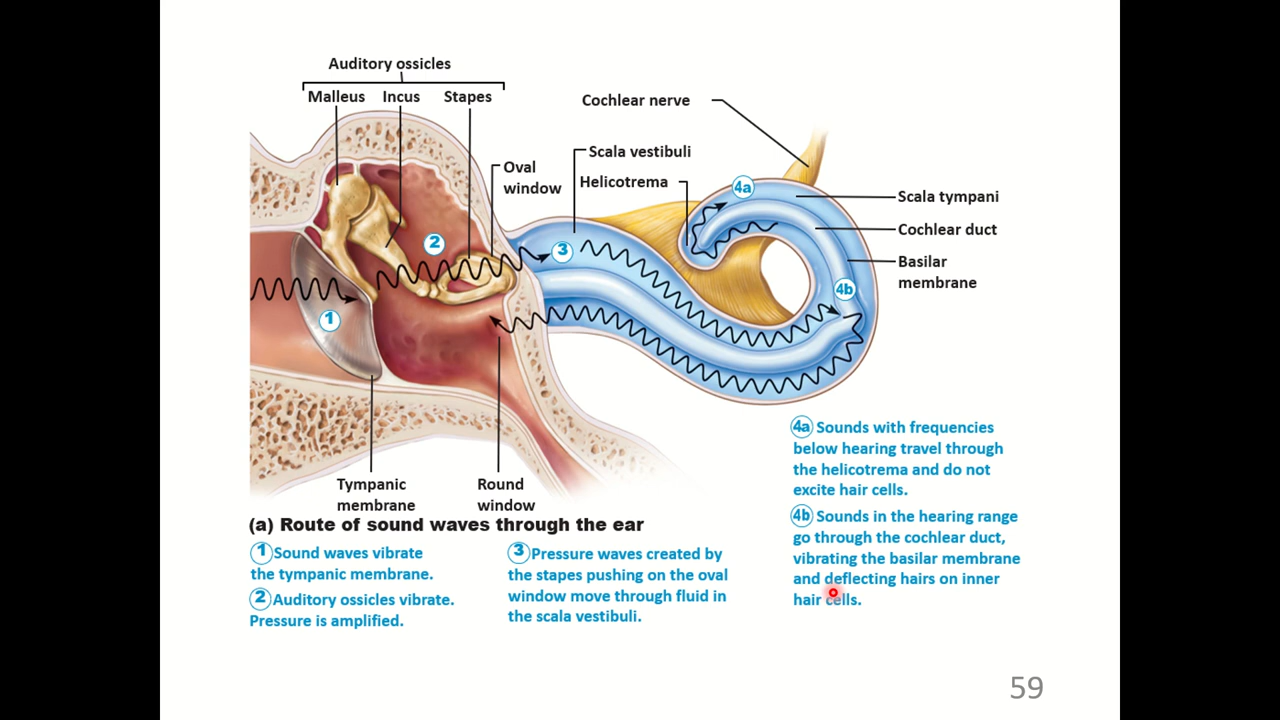 Auditory ossicles
Malleus Incus Stapes
Cochlear nerve
Scala vestibuli
Oval
window
Helicotrema
4a
Scala tympani
Cochlear duct
Basilar
membrane
2
3
4b
1
Tympanic
membrane
Round
window
(a) Route of sound waves through the ear
1 Sound waves vibrate
the tympanic membrane.
2 Auditory ossicles vibrate.
Pressure is amplified.
3 Pressure waves created by
the stapes pushing on the oval
window move through fluid in
the scala vestibuli.
4a Sounds with frequencies
below hearing travel through
the helicotrema and do not
excite hair cells.
4b Sounds in the hearing range
go through the cochlear duct,
vibrating the basilar membrane
and deflecting hairs on inner
hair cells.
59